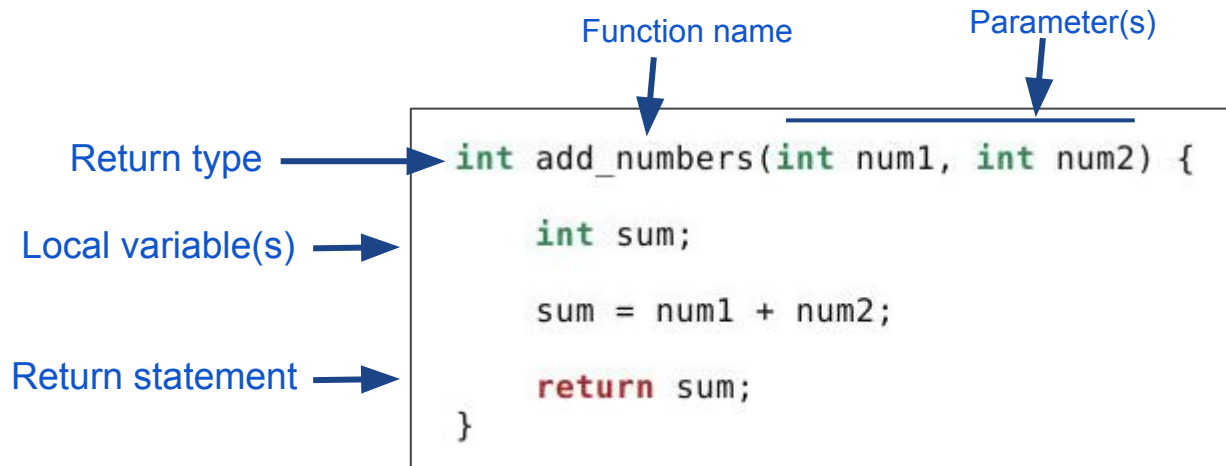 Function name
Parameter(s)
Return type
int add_numbers(int num1, int num2) {
Local variable(s)
int sum;
sum = num1 + num2;
Return statement
return sum;
}